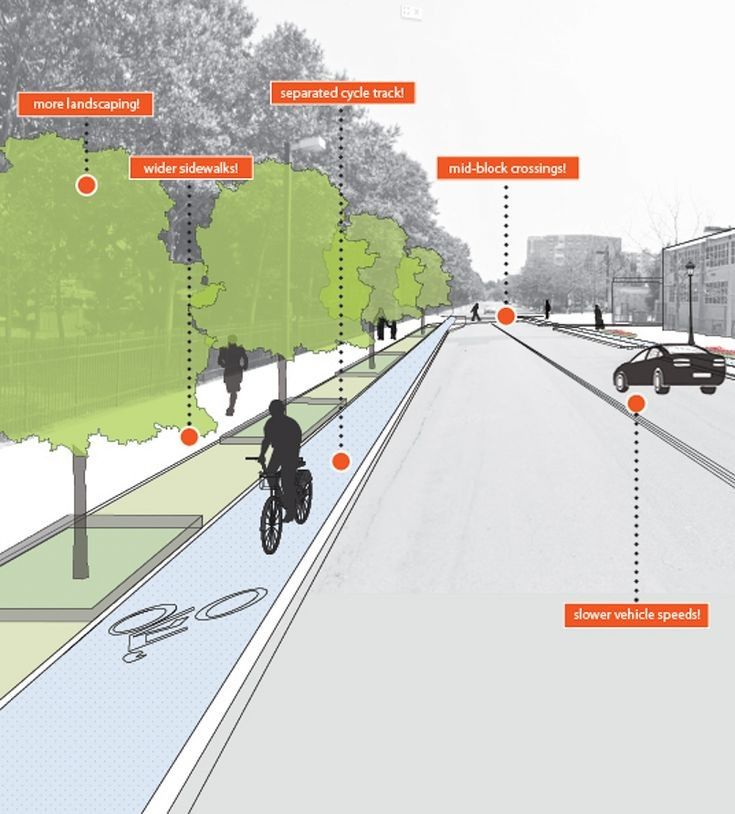 separated cycle track!
more landscaping!
wider sidewalks!
mid-block crossings!
slower vehicle speeds!